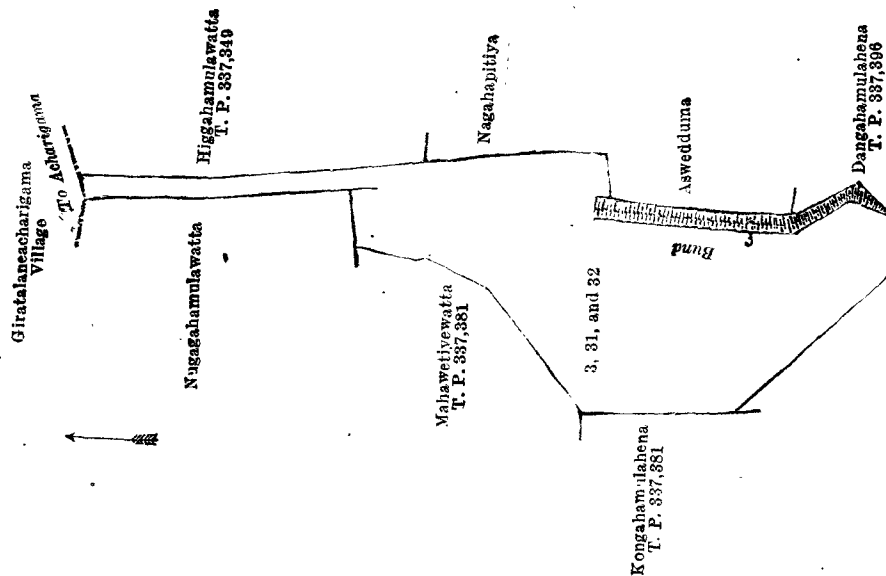 Giratalaneacharigama
Village
To Acharigama
Higgahamulawatta
T. P. 337,349
Nugagahamulawatta
Nagahapitiya
Mahawetiyewatta
T. P. 337,381
Aswedduma
Bund
3, 31, and 32
Dangahamulahena
T. P. 337,396
Kongahamulahena
T. P. 337,381